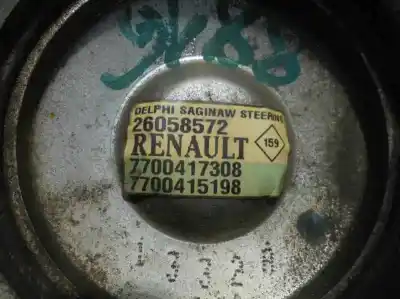 DELPHI SAGINAW STEERING
26058572
RENAULT
159
7700417308
7700415198